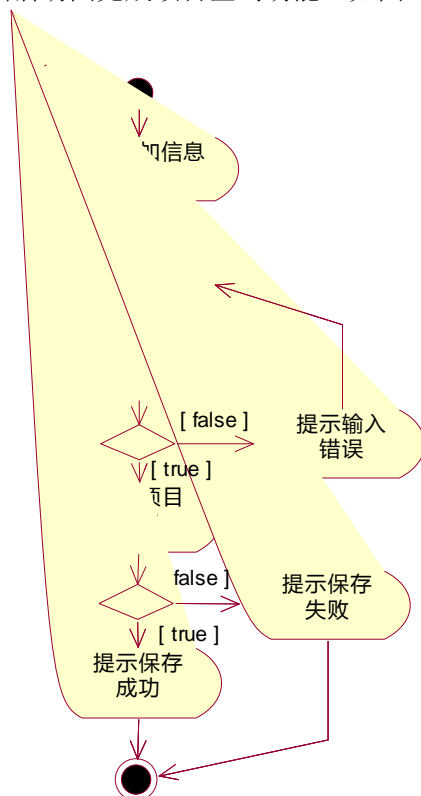 加信息
[ false ]
提示输入
错误
[ true ]
项目
false ]
提示保存
失败
[ true ]
提示保存
成功